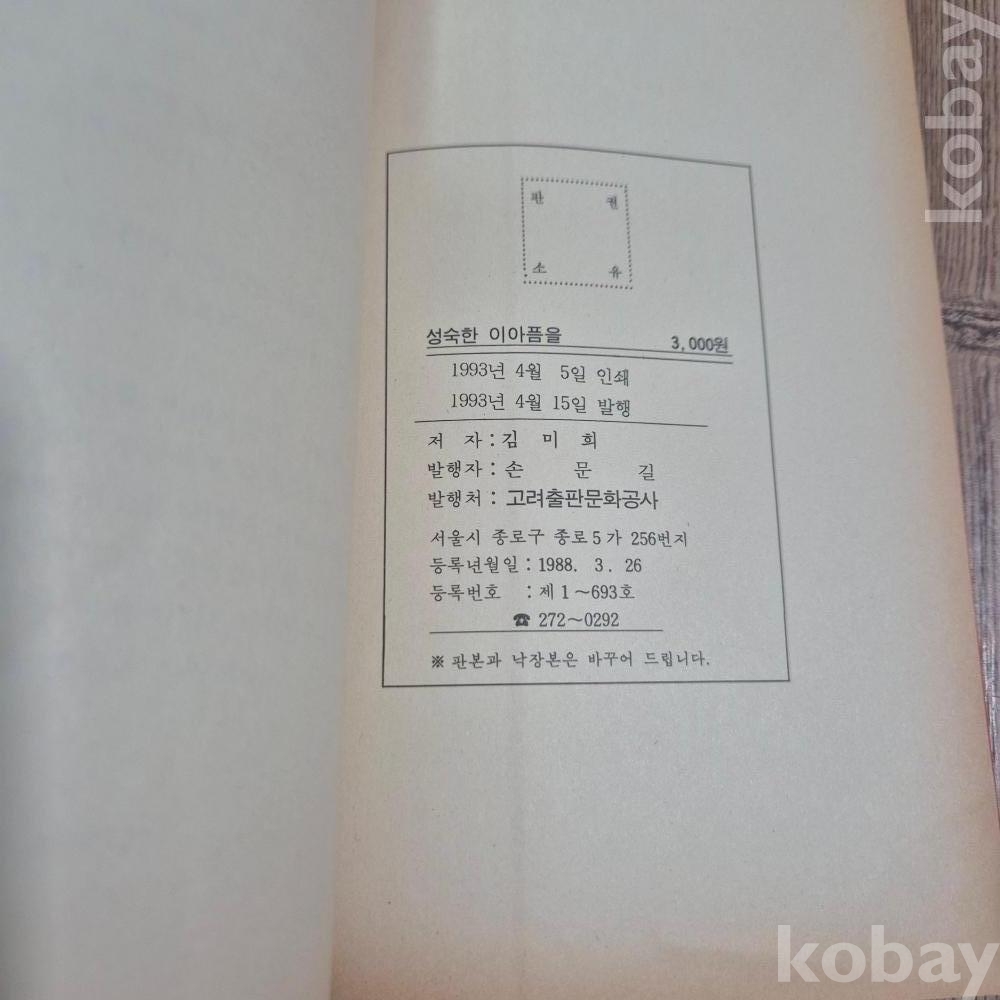 판 권
소 유
성숙한 이아픔을 3,000원
1993년 4월 5일 인쇄
1993년 4월 15일 발행
저 자 : 김 미 희
발행자 : 손 문 길
발행처 : 고려출판문화공사
서울시 종로구 종로 5 가 256번지
등록년월일 : 1988. 3. 26
등록번호 : 제 1 ~693호
☎ 272~0292
※ 판본과 낙장본은 바꾸어 드립니다.
kobay
kobay